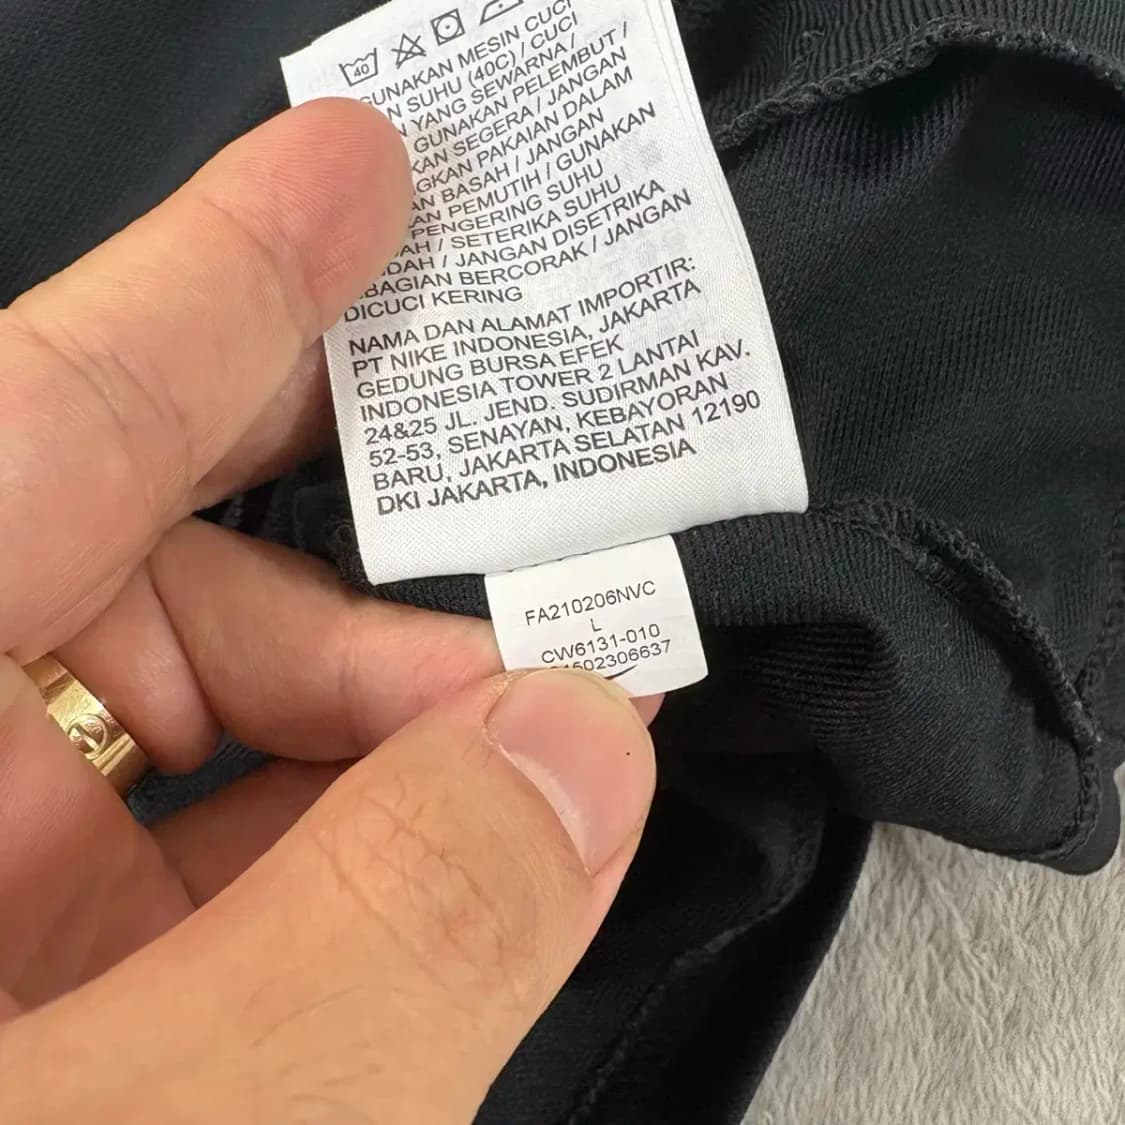 40
GUNAKAN MESIN CUCI
SUHU (40C) / CUCI
YANG SEWARNA /
GUNAKAN PELEMBUT /
SEGERA / JANGAN
PAKAIAN DALAM
BASAH / JANGAN
PEMUTIH / GUNAKAN
PENGERING SUHU
/ SETERIKA SUHU
/ JANGAN DISETRIKA
BAGIAN BERCORAK / JANGAN
DICUCI KERING
NAMA DAN ALAMAT IMPORTIR:
PT NIKE INDONESIA, JAKARTA
GEDUNG BURSA EFEK
INDONESIA TOWER 2 LANTAI
24&25 JL. JEND. SUDIRMAN KAV.
52-53, SENAYAN, KEBAYORAN
BARU, JAKARTA SELATAN 12190
DKI JAKARTA, INDONESIA
FA210206NVC
L
CW6131-010